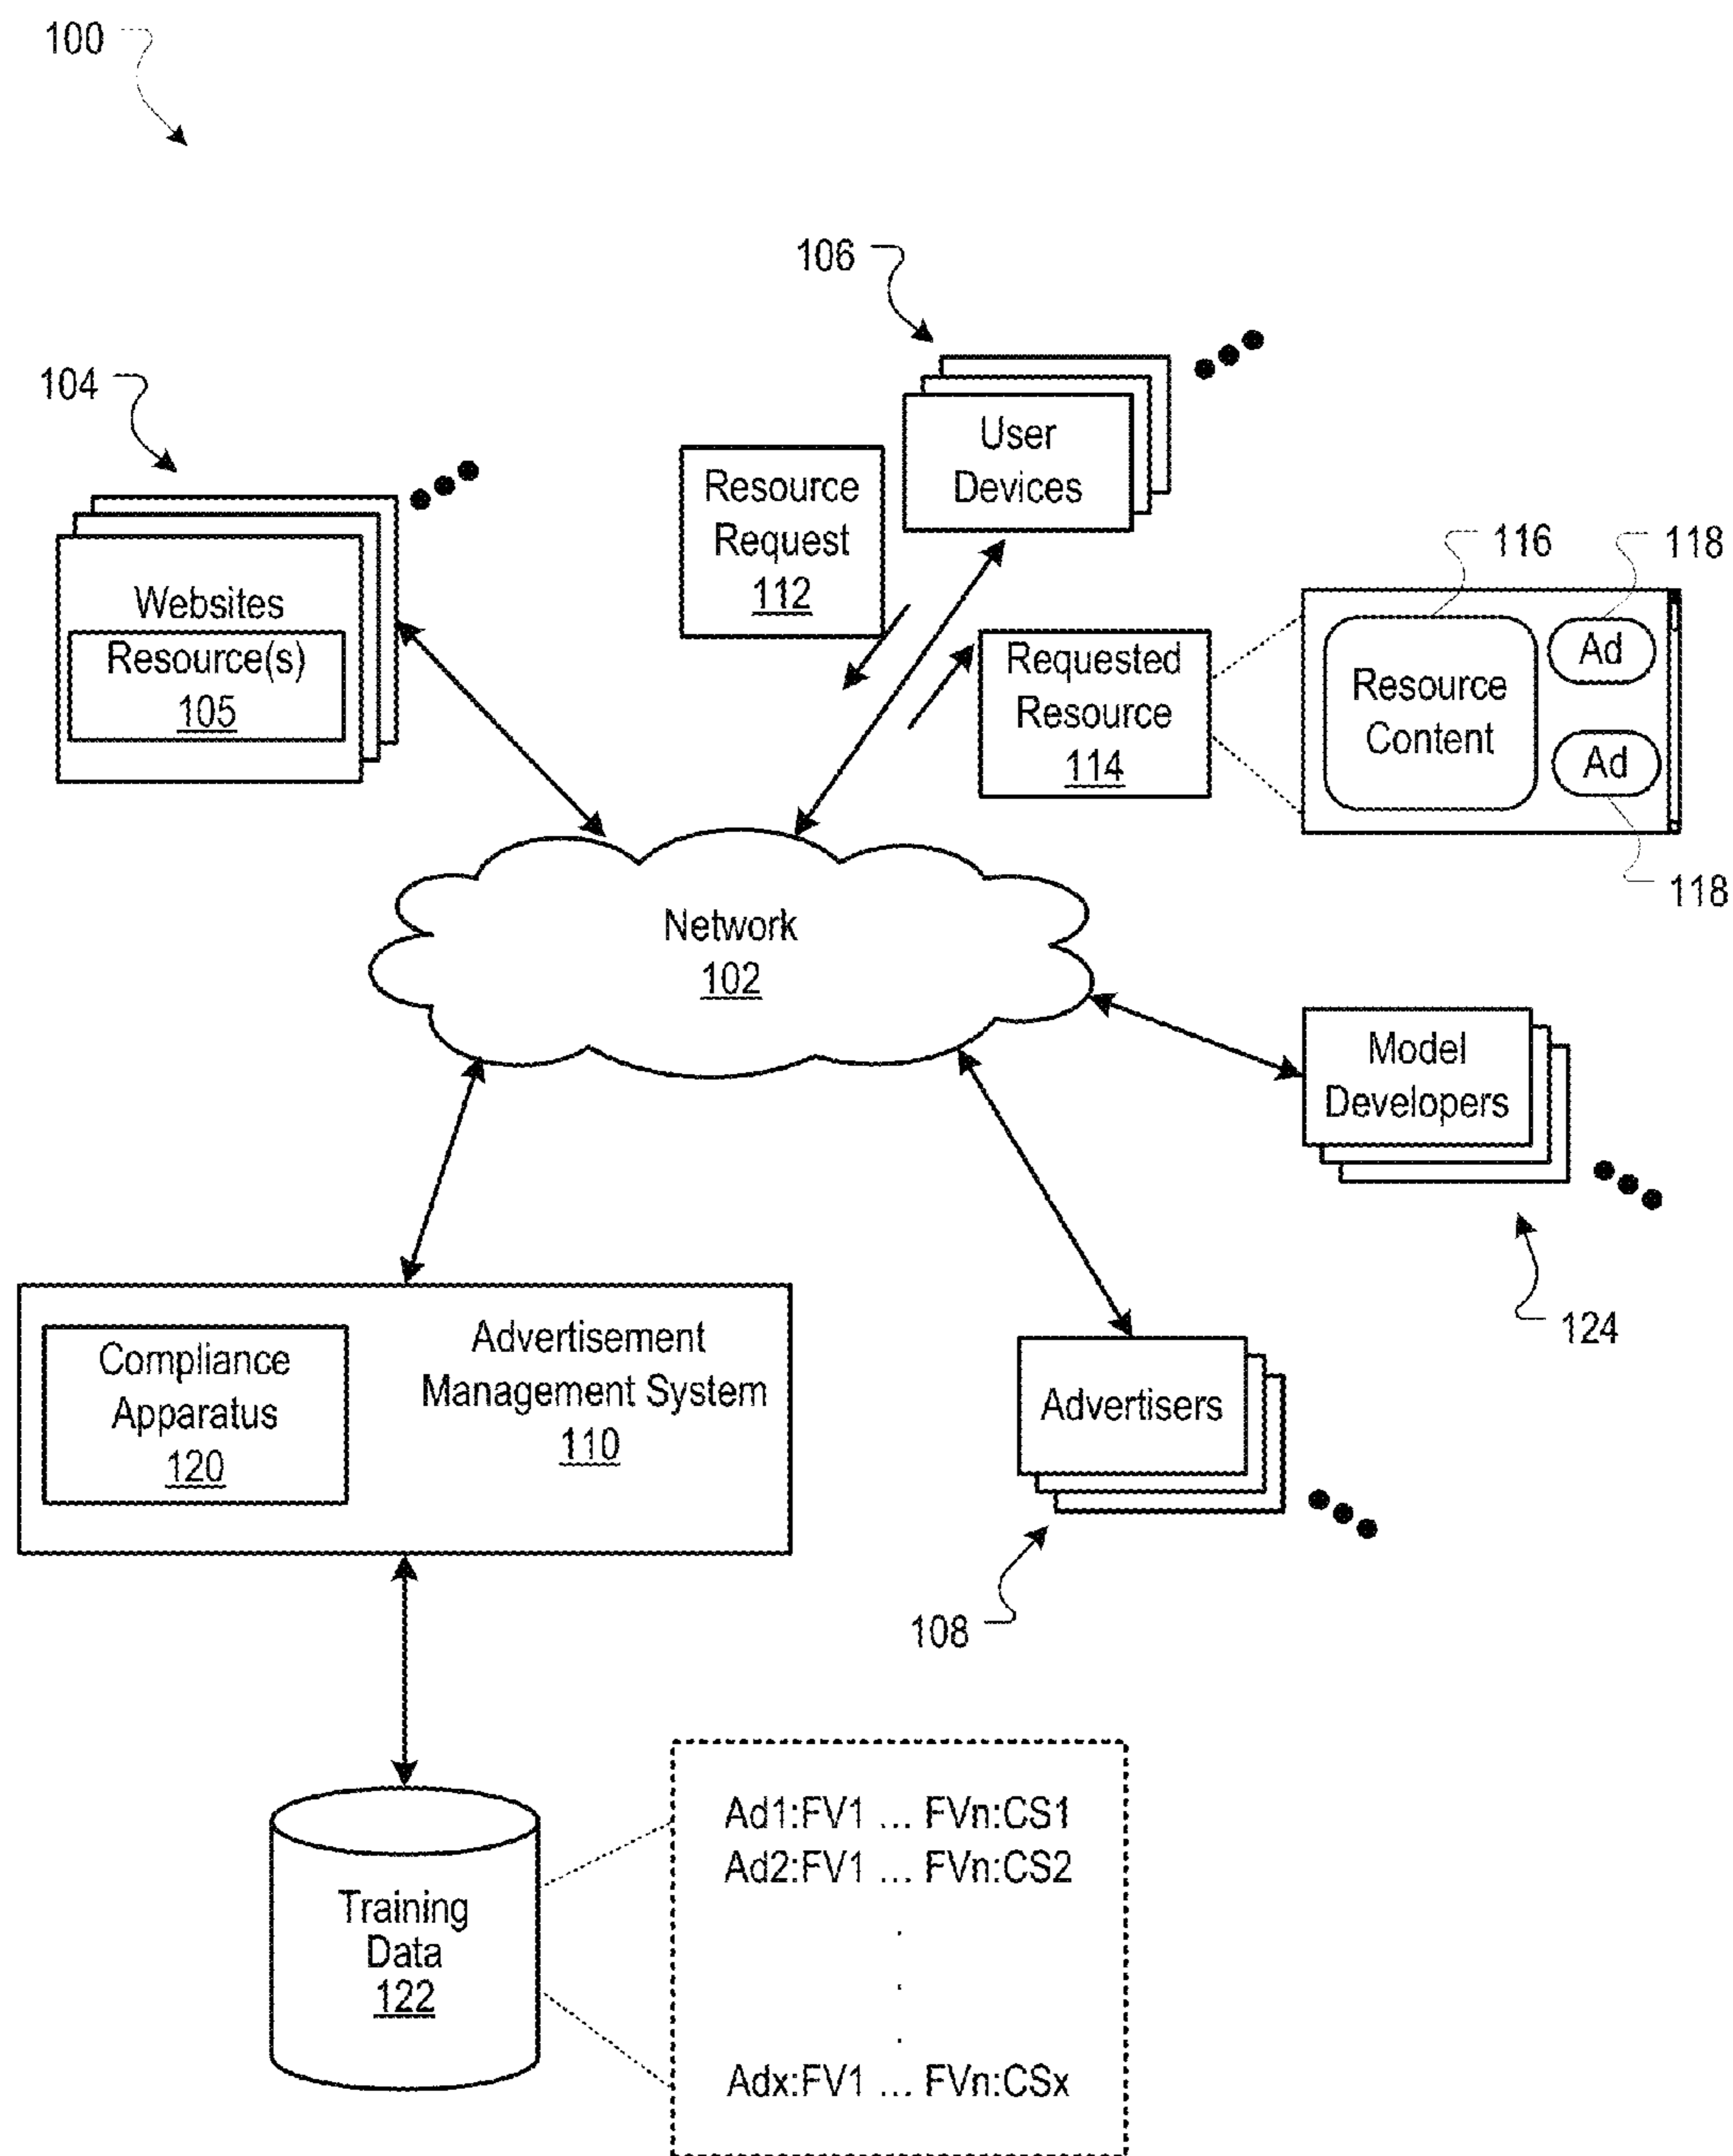 100
106
104
User
Devices
Resource
Request
112
116
118
Websites
Resource(s)
105
Requested
Resource
114
Resource
Content
Ad
Ad
118
Network
102
Model
Developers
124
Compliance
Apparatus
120
Advertisement
Management System
110
Advertisers
108
Training
Data
122
Ad1:FV1 ... FVn:CS1
Ad2:FV1 ... FVn:CS2
.
.
.
Adx:FV1 ... FVn:CSx